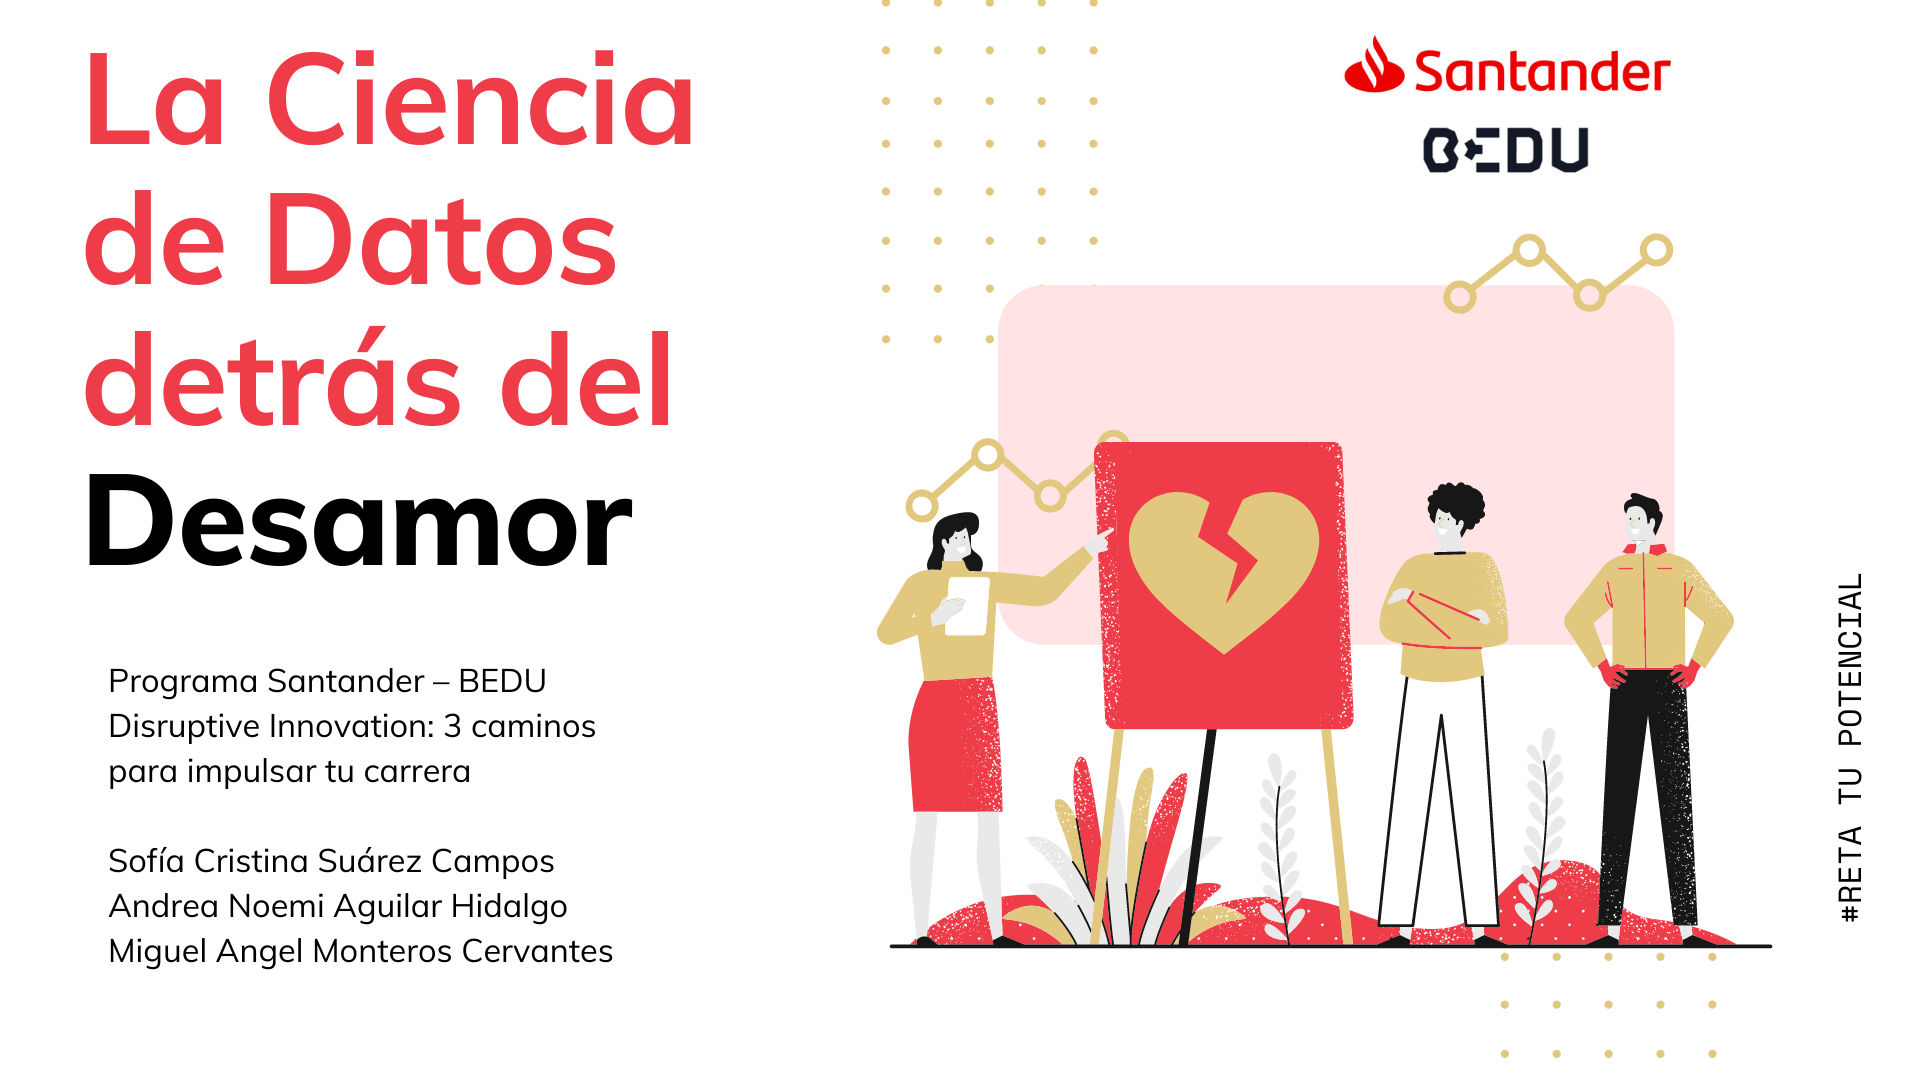 La Ciencia
de Datos
detrás del
Desamor
Programa Santander – BEDU
Disruptive Innovation: 3 caminos
para impulsar tu carrera
Sofía Cristina Suárez Campos
Andrea Noemi Aguilar Hidalgo
Miguel Angel Monteros Cervantes
Santander
BEDU
#RETA TU POTENCIAL